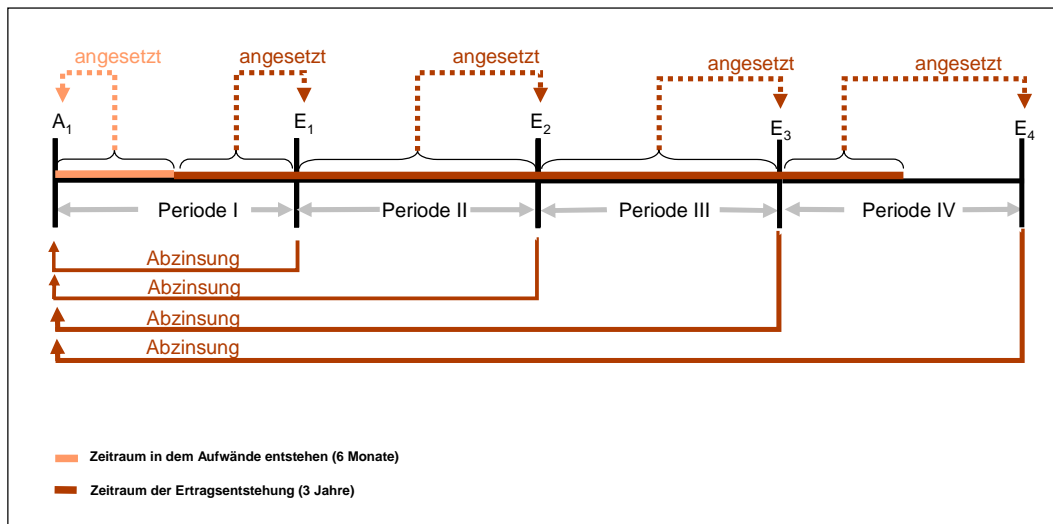 angesetzt angesetzt angesetzt angesetzt angesetzt
A1 E1 E2 E3 E4
Periode I Periode II Periode III Periode IV
Abzinsung
Abzinsung
Abzinsung
Abzinsung
Zeitraum in dem Aufwände entstehen (6 Monate)
Zeitraum der Ertragsentstehung (3 Jahre)